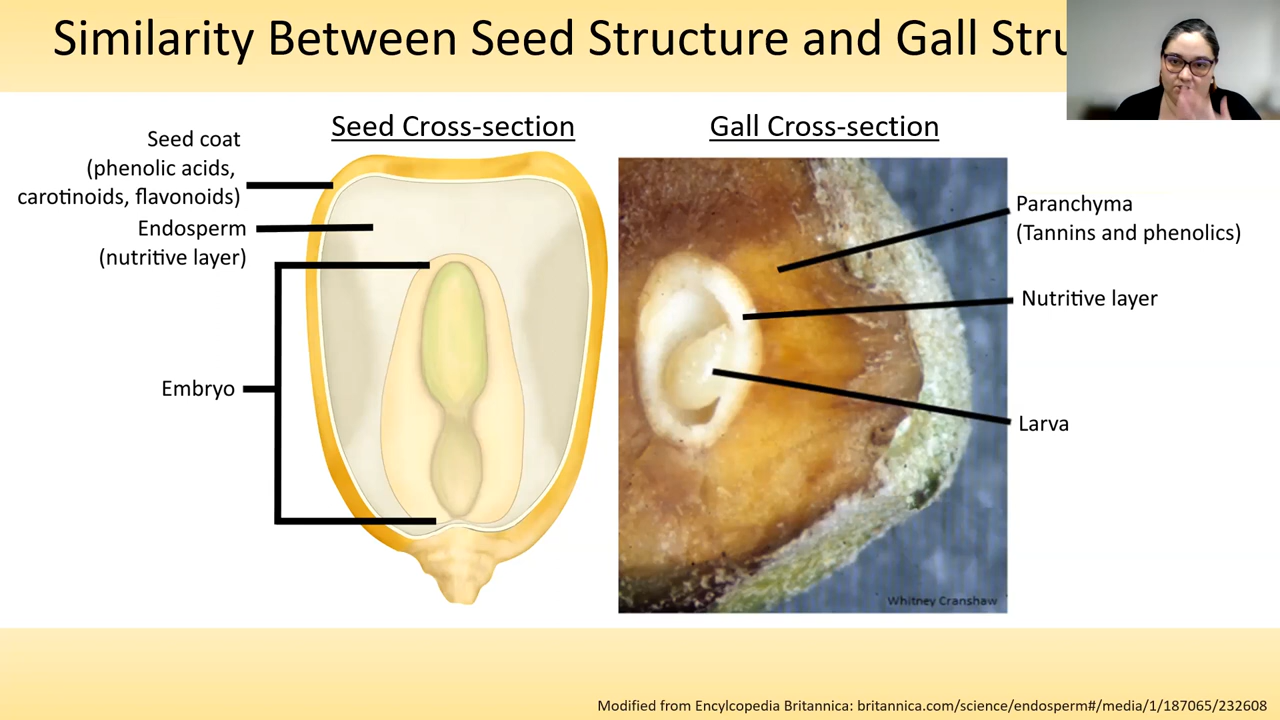 Similarity Between Seed Structure and Gall Stru
Seed Cross-section
Gall Cross-section
Seed coat
(phenolic acids,
carotinoids, flavonoids)
Endosperm
(nutritive layer)
Embryo
Paranchyma
(Tannins and phenolics)
Nutritive layer
Larva
Whitney Cranshaw
Modified from Encylcopedia Britannica: britannica.com/science/endosperm#/media/1/187065/232608